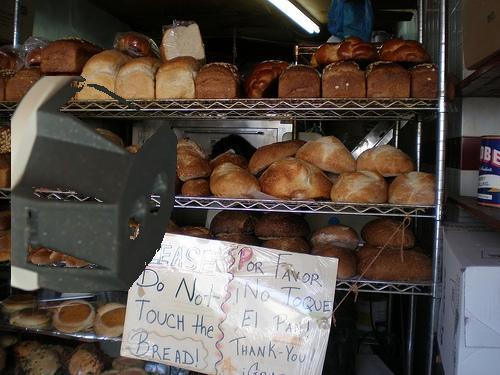 EASE
Do Not
Touch the
Bread!
Por Favor
¡No Toque
El Pan!
Thank-You!